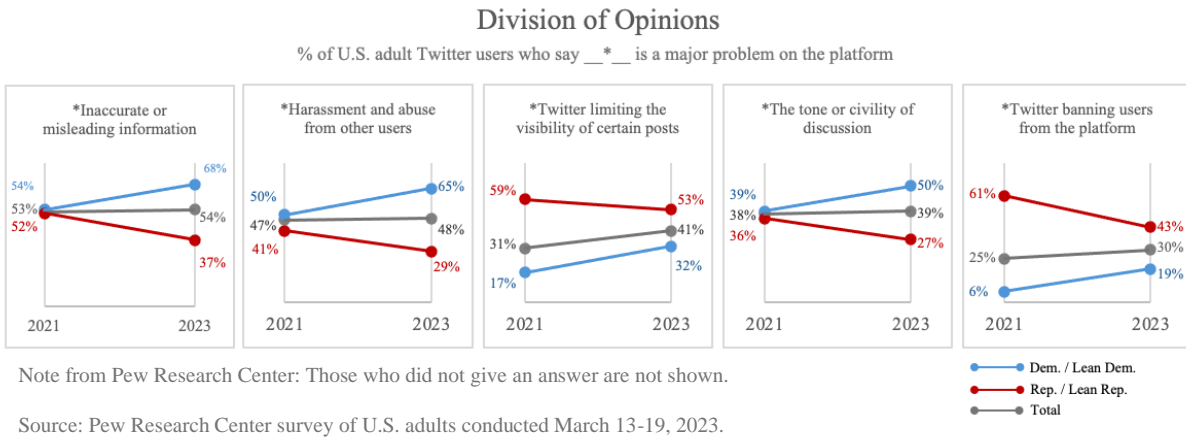 Division of Opinions
% of U.S. adult Twitter users who say __*__ is a major problem on the platform
*Inaccurate or
misleading information
54%
53%
52%
68%
54%
37%
2021
2023
*Harassment and abuse
from other users
50%
47%
41%
65%
48%
29%
2021
2023
*Twitter limiting the
visibility of certain posts
59%
31%
17%
53%
41%
32%
2021
2023
*The tone or civility of
discussion
39%
38%
36%
50%
39%
27%
2021
2023
*Twitter banning users
from the platform
61%
25%
6%
43%
30%
19%
2021
2023
Dem. / Lean Dem.
Rep. / Lean Rep.
Total
Note from Pew Research Center: Those who did not give an answer are not shown.
Source: Pew Research Center survey of U.S. adults conducted March 13-19, 2023.